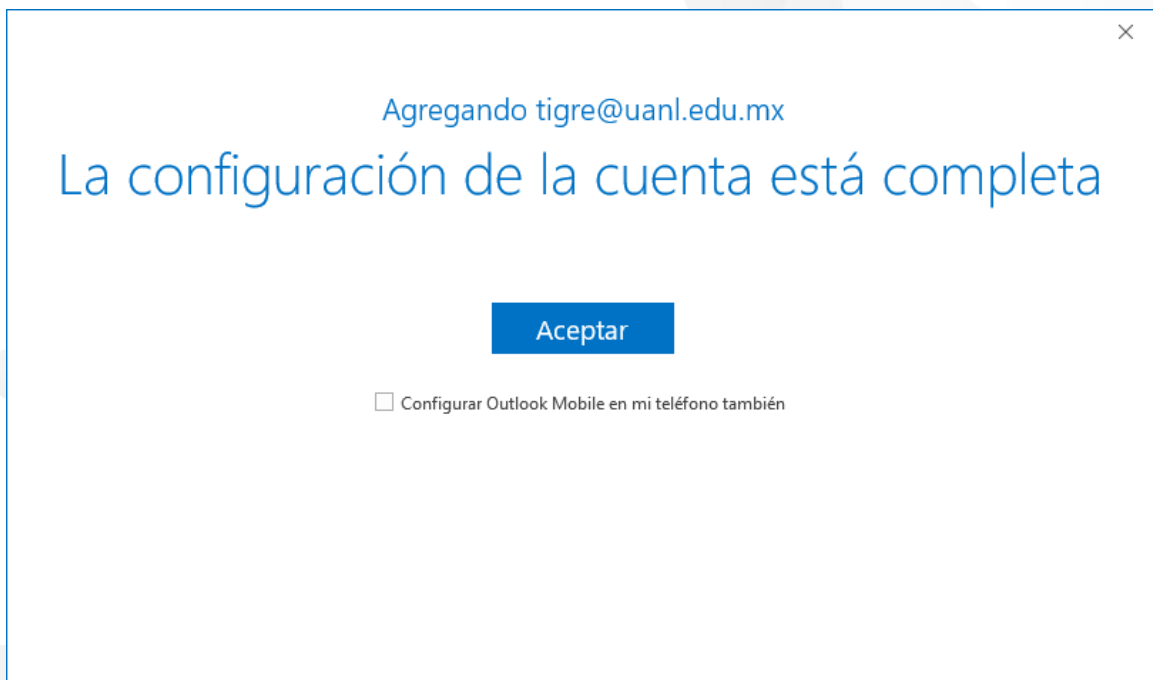 Agregando tigre@uanl.edu.mx
La configuración de la cuenta está completa
Aceptar
Configurar Outlook Mobile en mi teléfono también